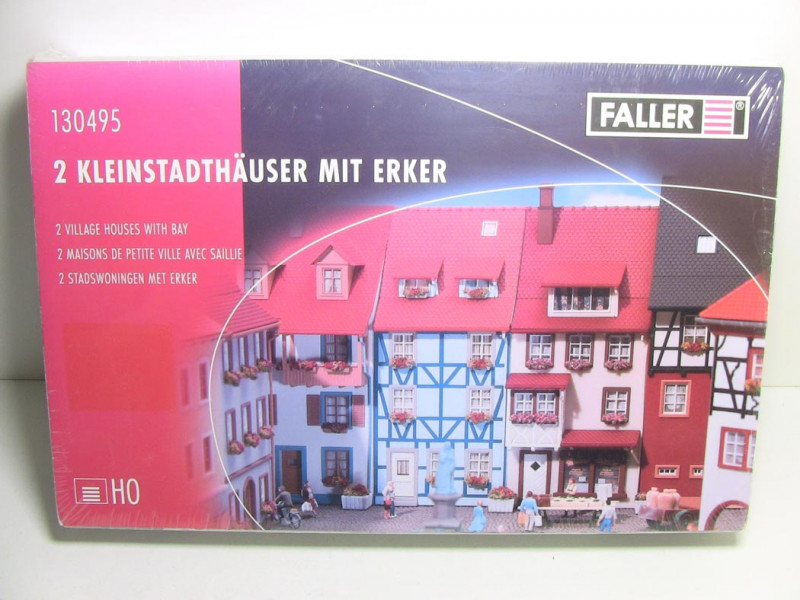 130495
FALLER®
2 KLEINSTADTHÄUSER MIT ERKER
2 VILLAGE HOUSES WITH BAY
2 MAISONS DE PETITE VILLE AVEC SAILLIE
2 STADSWONINGEN MET ERKER
HO